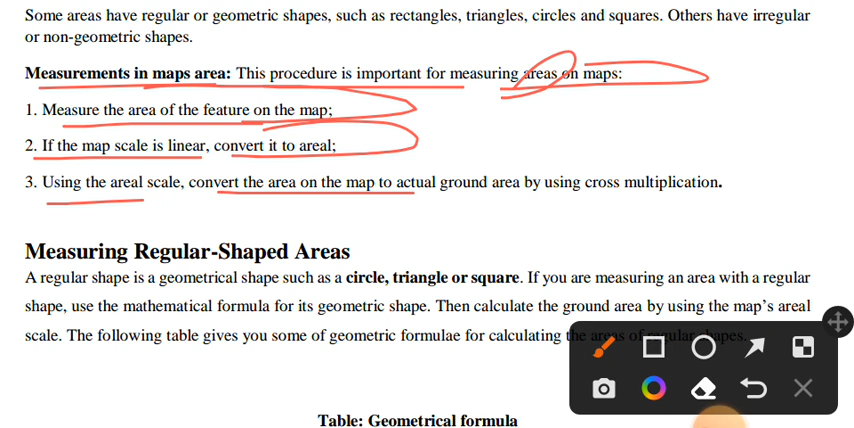 Some areas have regular or geometric shapes, such as rectangles, triangles, circles and squares. Others have irregular
or non-geometric shapes.
Measurements in maps area: This procedure is important for measuring areas on maps:
1. Measure the area of the feature on the map;
2. If the map scale is linear, convert it to areal;
3. Using the areal scale, convert the area on the map to actual ground area by using cross multiplication.
Measuring Regular-Shaped Areas
A regular shape is a geometrical shape such as a circle, triangle or square. If you are measuring an area with a regular
shape, use the mathematical formula for its geometric shape. Then calculate the ground area by using the map's areal
scale. The following table gives you some of geometric formulae for calculating the areas of regular shapes.
Table: Geometrical formula